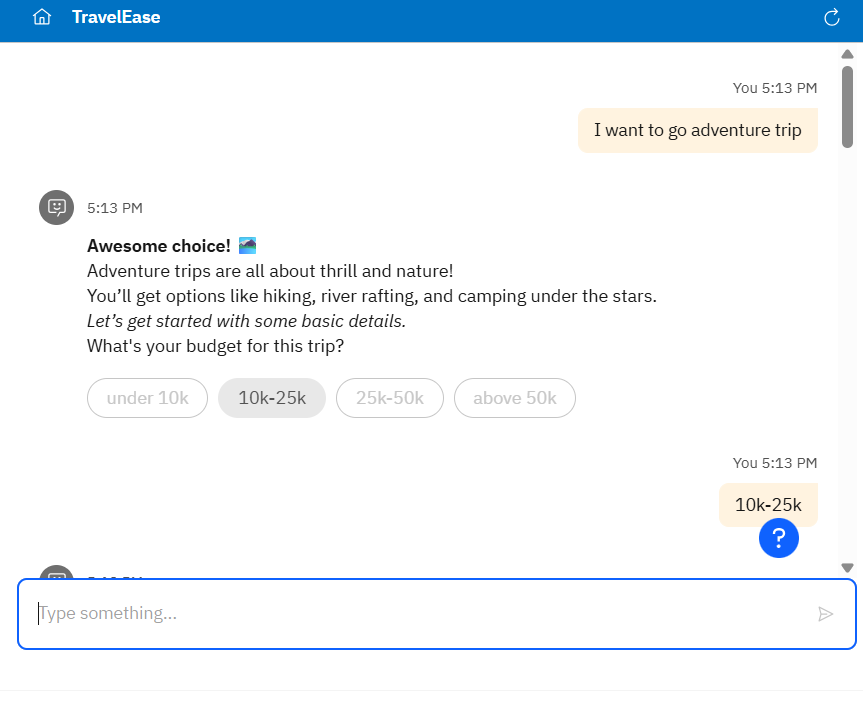 TravelEase
You 5:13 PM
I want to go adventure trip
5:13 PM
Awesome choice! 🏞️
Adventure trips are all about thrill and nature!
You’ll get options like hiking, river rafting, and camping under the stars.
Let’s get started with some basic details.
What's your budget for this trip?
under 10k 10k-25k 25k-50k above 50k
You 5:13 PM
10k-25k
?
Type something...